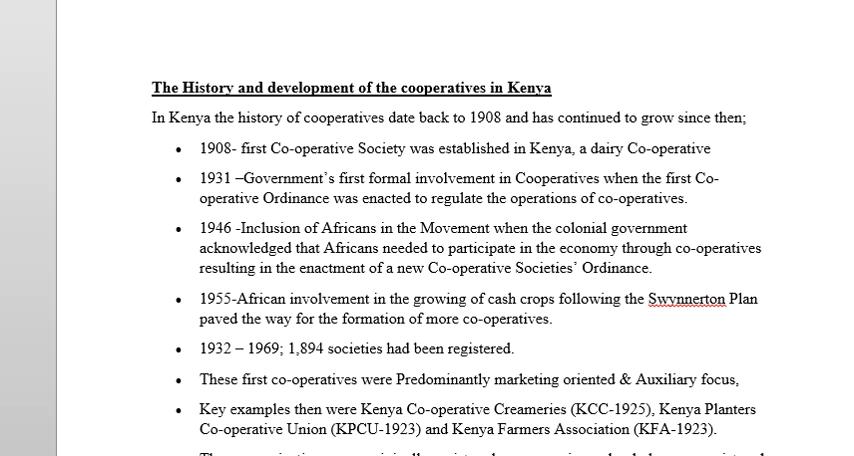 The History and development of the cooperatives in Kenya
In Kenya the history of cooperatives date back to 1908 and has continued to grow since then;
• 1908- first Co-operative Society was established in Kenya, a dairy Co-operative
• 1931 –Government’s first formal involvement in Cooperatives when the first Co-
operative Ordinance was enacted to regulate the operations of co-operatives.
• 1946 -Inclusion of Africans in the Movement when the colonial government
acknowledged that Africans needed to participate in the economy through co-operatives
resulting in the enactment of a new Co-operative Societies’ Ordinance.
• 1955-African involvement in the growing of cash crops following the Swynnerton Plan
paved the way for the formation of more co-operatives.
• 1932 – 1969; 1,894 societies had been registered.
• These first co-operatives were Predominantly marketing oriented & Auxiliary focus,
• Key examples then were Kenya Co-operative Creameries (KCC-1925), Kenya Planters
Co-operative Union (KPCU-1923) and Kenya Farmers Association (KFA-1923).